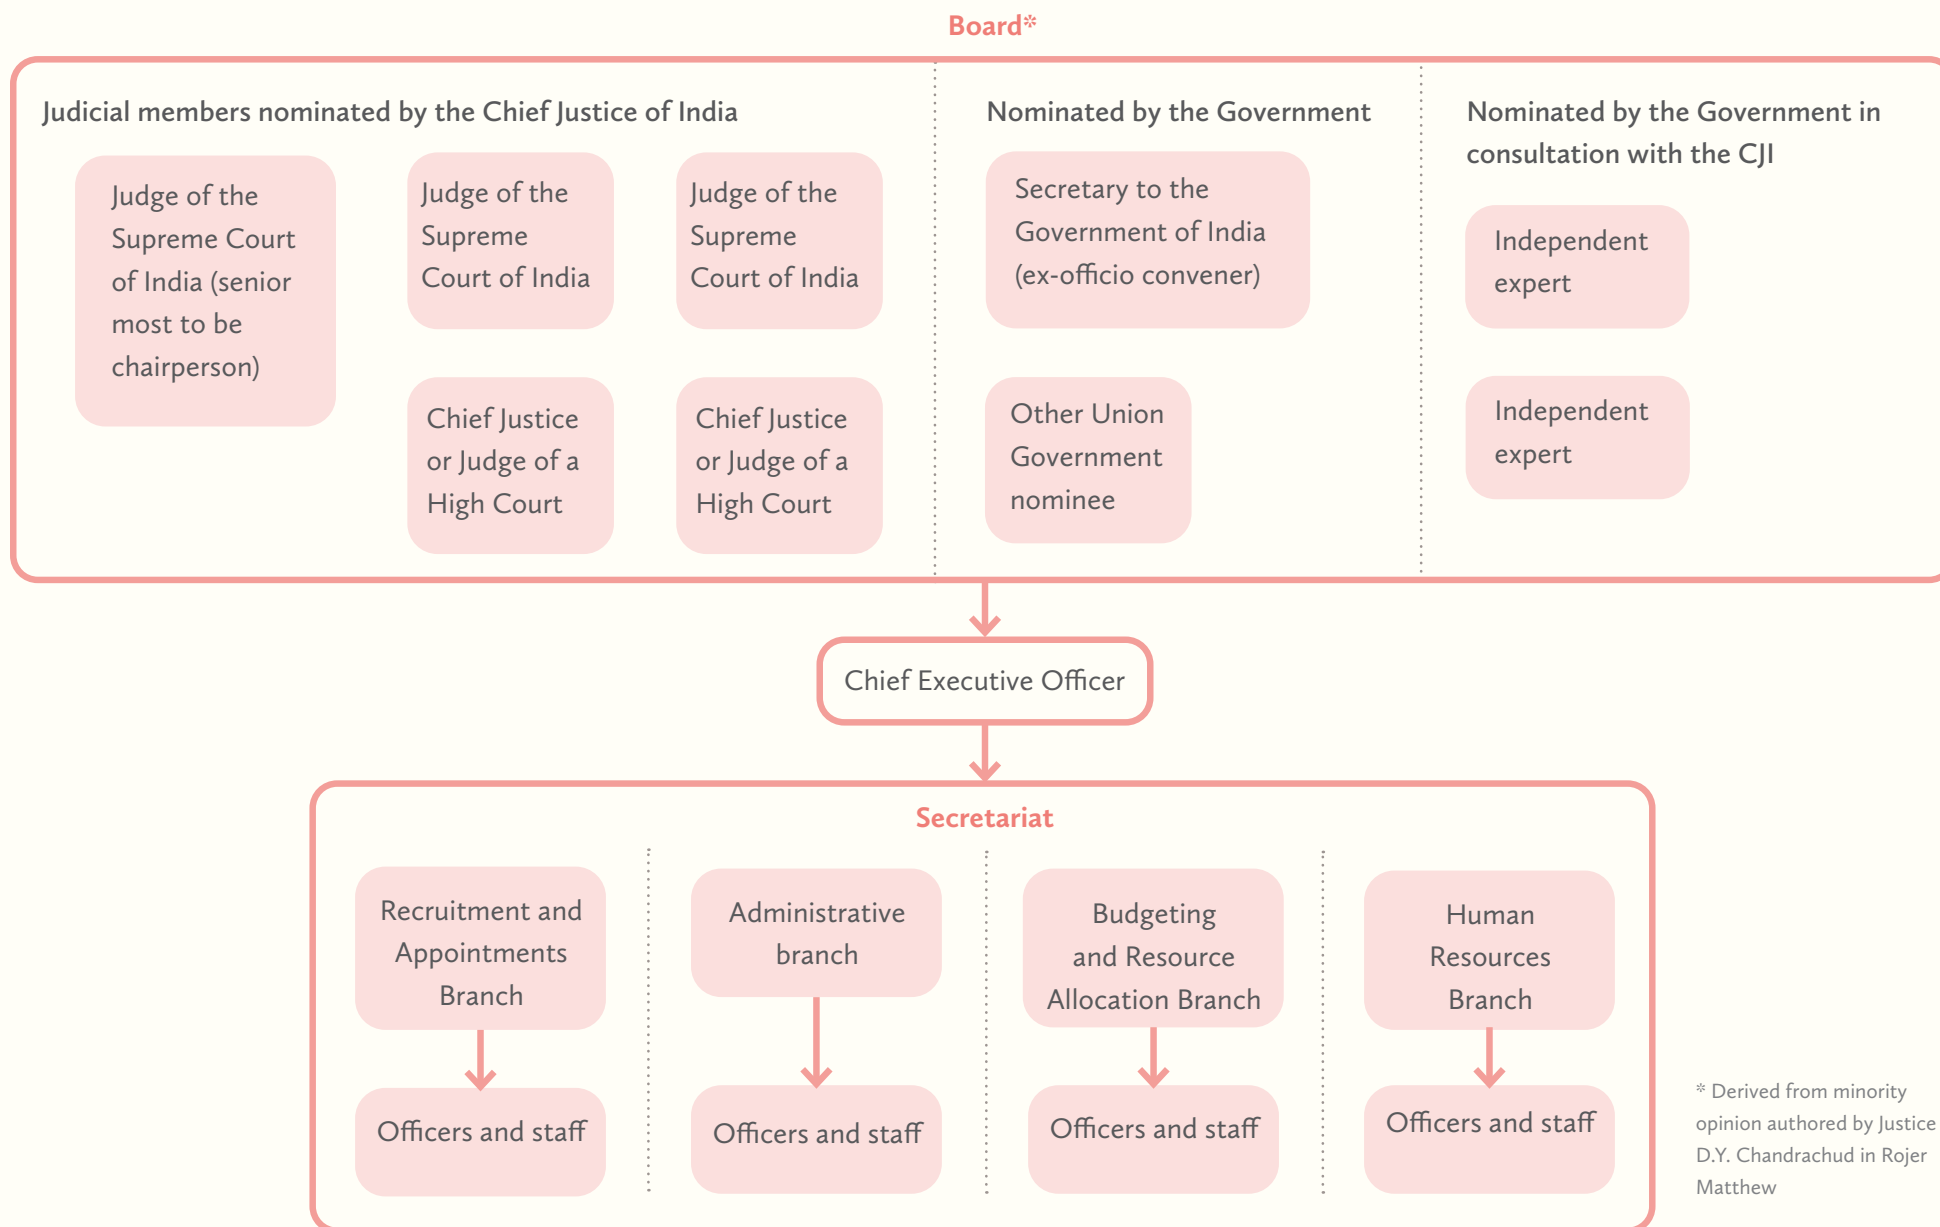 Board*
Judicial members nominated by the Chief Justice of India
Judge of the
Supreme Court
of India (senior
most to be
chairperson)
Judge of the
Supreme
Court of India
Judge of the
Supreme
Court of India
Chief Justice
or Judge of a
High Court
Chief Justice
or Judge of a
High Court
Nominated by the Government
Secretary to the
Government of India
(ex-officio convener)
Other Union
Government
nominee
Nominated by the Government in
consultation with the CJI
Independent
expert
Independent
expert
Chief Executive Officer
Secretariat
Recruitment and
Appointments
Branch
Officers and staff
Administrative
branch
Officers and staff
Budgeting
and Resource
Allocation Branch
Officers and staff
Human
Resources
Branch
Officers and staff
* Derived from minority
opinion authored by Justice
D.Y. Chandrachud in Rojer
Matthew